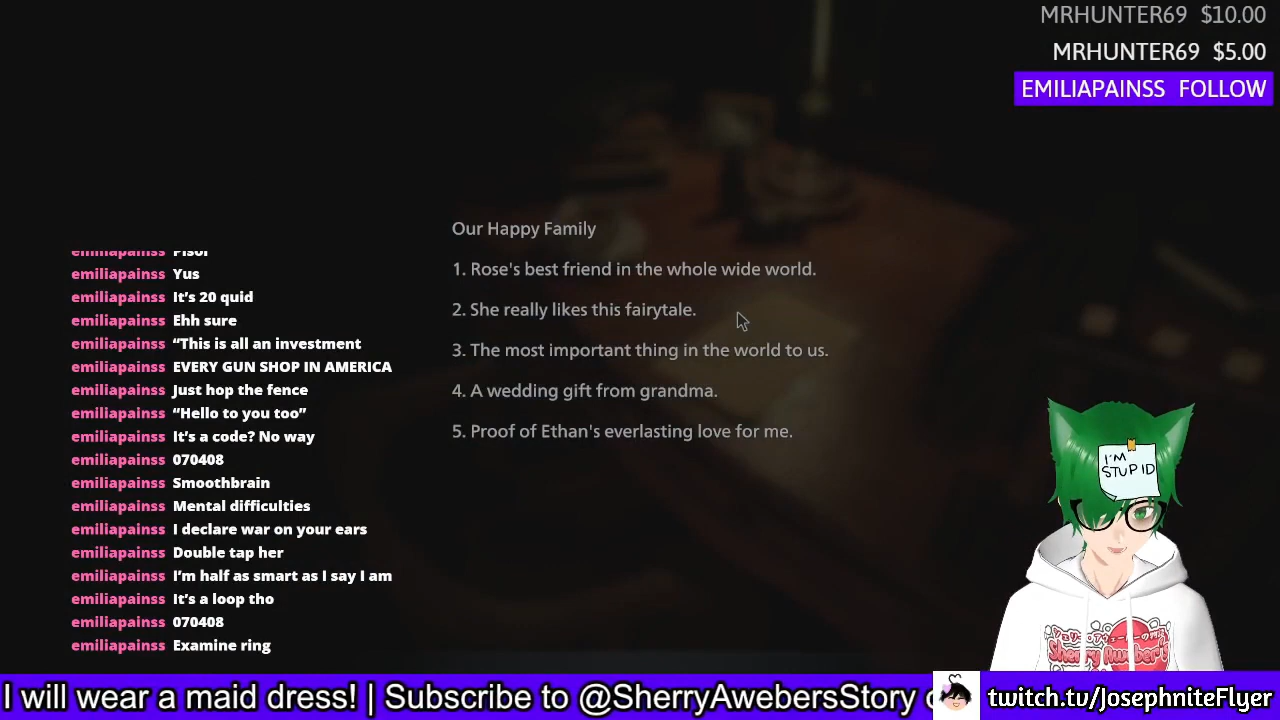 MRHUNTER69 $10.00
MRHUNTER69 $5.00
EMILIAPAINSS FOLLOW
Our Happy Family
1. Rose's best friend in the whole wide world.
2. She really likes this fairytale.
3. The most important thing in the world to us.
4. A wedding gift from grandma.
5. Proof of Ethan's everlasting love for me.
emiliapainss
emiliapainss Yus
emiliapainss It's 20 quid
emiliapainss Ehh sure
emiliapainss “This is all an investment
emiliapainss EVERY GUN SHOP IN AMERICA
emiliapainss Just hop the fence
emiliapainss “Hello to you too”
emiliapainss It's a code? No way
emiliapainss 070408
emiliapainss Smoothbrain
emiliapainss Mental difficulties
emiliapainss I declare war on your ears
emiliapainss Double tap her
emiliapainss I'm half as smart as I say I am
emiliapainss It's a loop tho
emiliapainss 070408
emiliapainss Examine ring
I'M
STUPID
Sherry Aweber's
I will wear a maid dress! | Subscribe to @SherryAwebersStory
twitch.tv/JosephniteFlyer